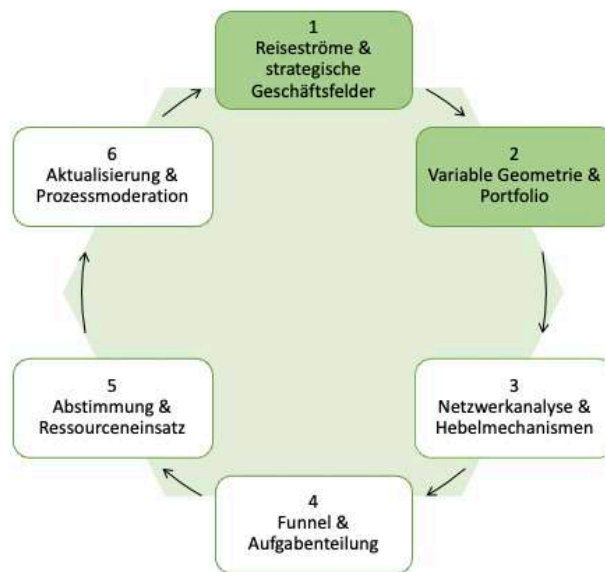 1
Reiseströme &
strategische
Geschäftsfelder
2
Variable Geometrie &
Portfolio
3
Netzwerkanalyse &
Hebelmechanismen
4
Funnel &
Aufgabenteilung
5
Abstimmung &
Ressourceneinsatz
6
Aktualisierung &
Prozessmoderation